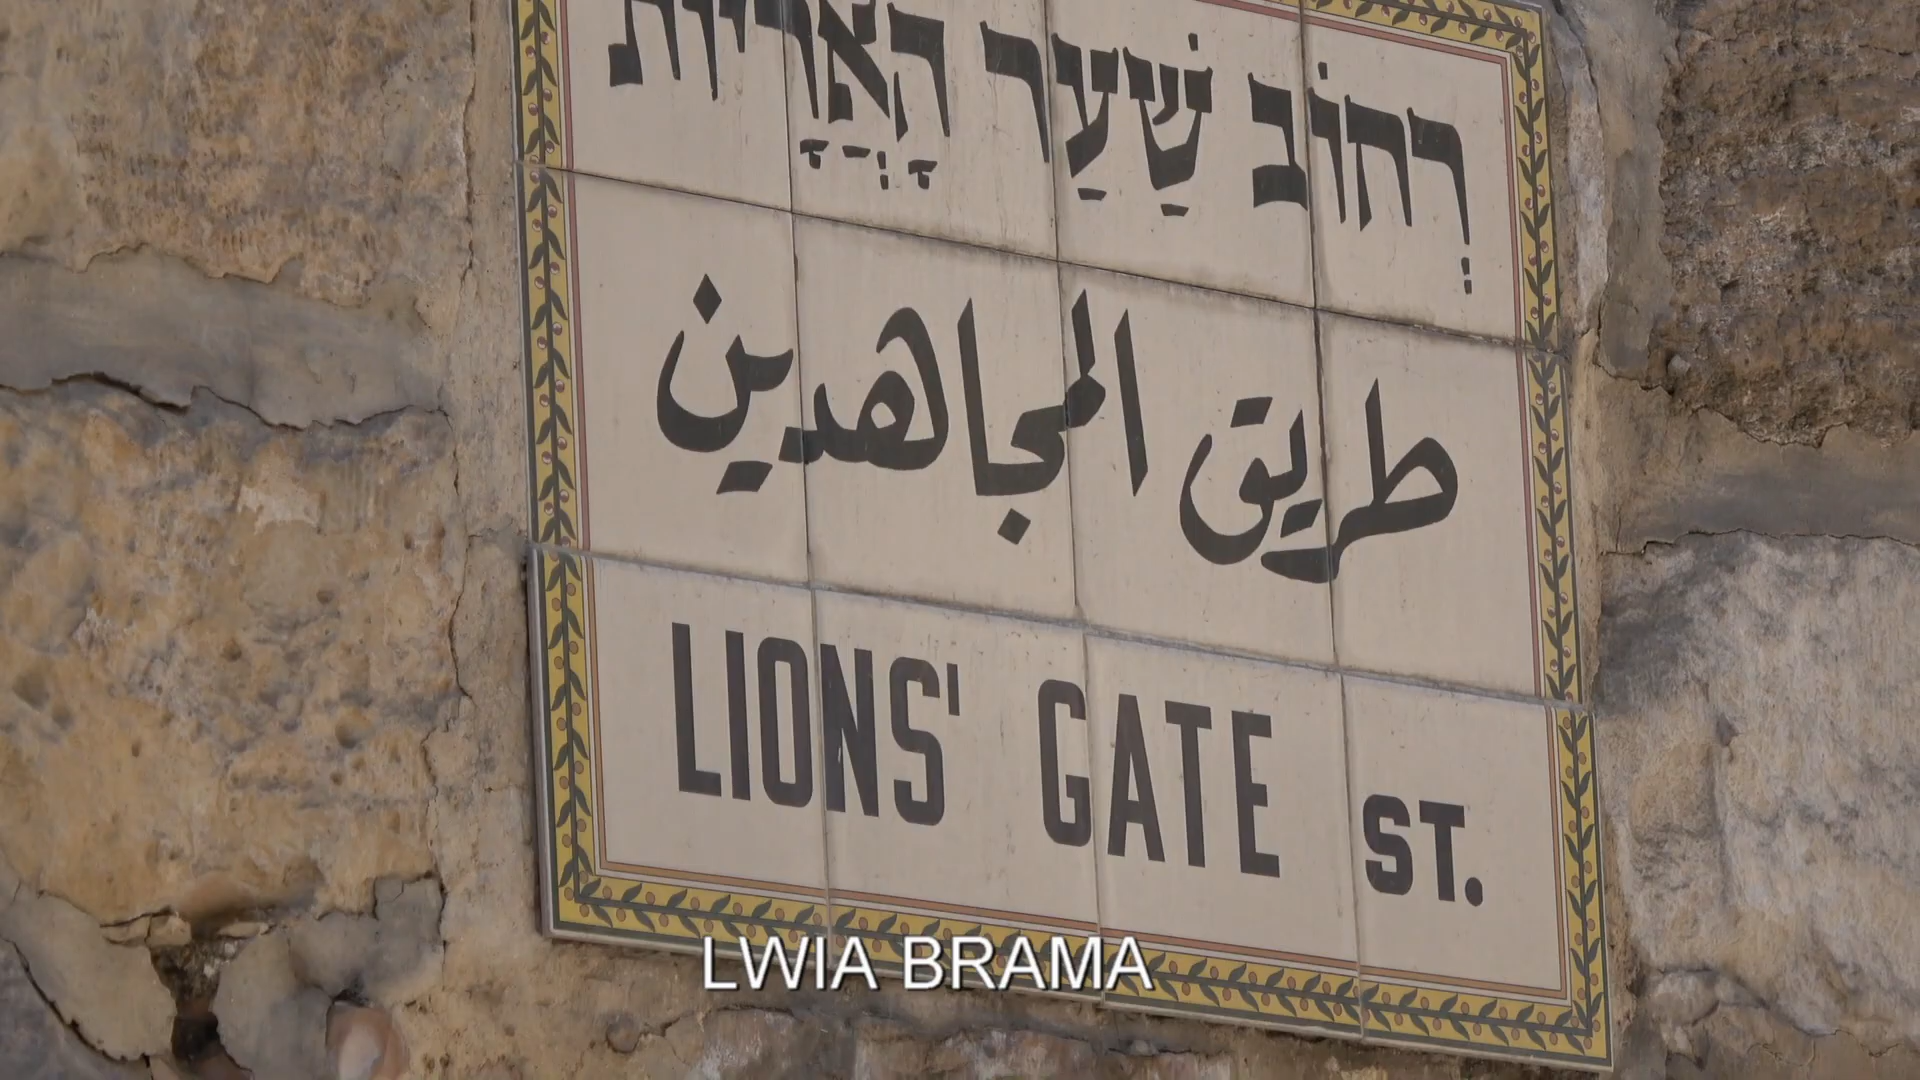 רְחוֹב שַׁעַר הָאֲרָיוֹת
طريق المجاهدين
LIONS' GATE ST.
LWIA BRAMA